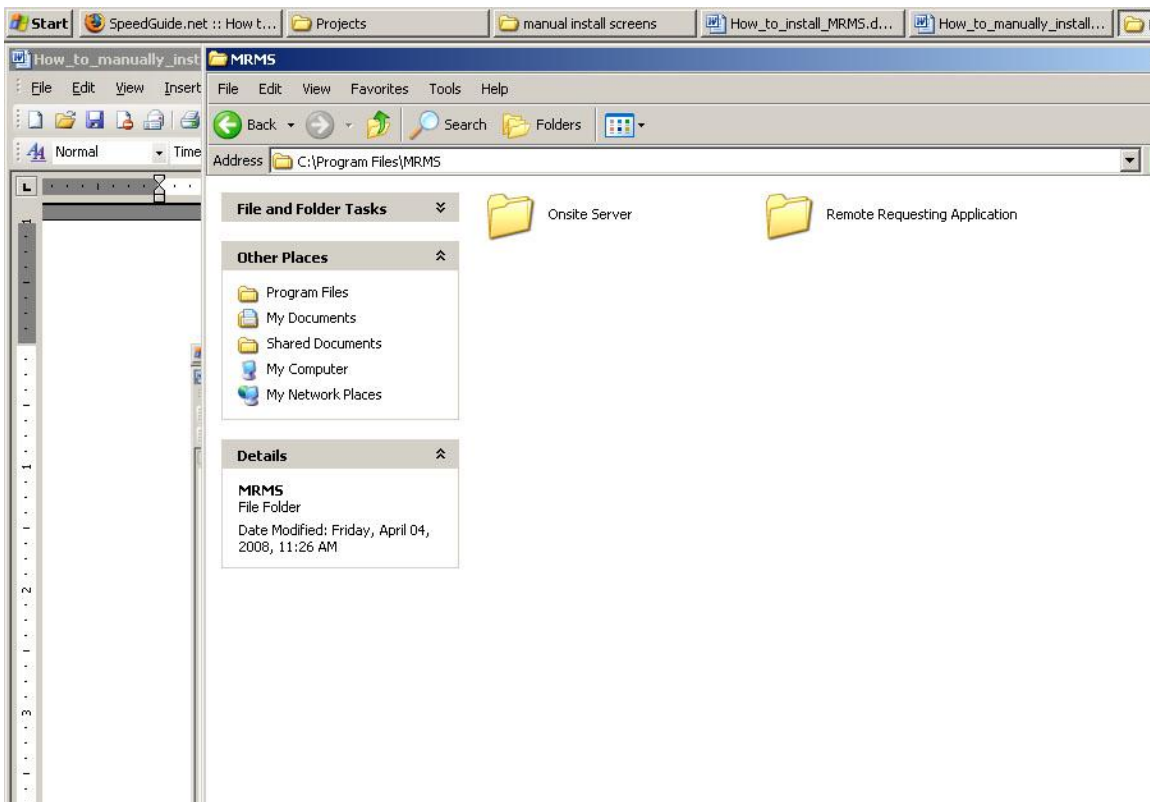 Start
SpeedGuide.net :: How t...
Projects
manual install screens
How_to_install_MRMS.d...
How_to_manually_install...
How_to_manually_inst
File Edit View Insert
Normal
Time
L
1
2
3
MRMS
File Edit View Favorites Tools Help
Back
Search
Folders
Address C:\Program Files\MRMS
File and Folder Tasks
Other Places
Program Files
My Documents
Shared Documents
My Computer
My Network Places
Details
MRMS
File Folder
Date Modified: Friday, April 04,
2008, 11:26 AM
Onsite Server
Remote Requesting Application